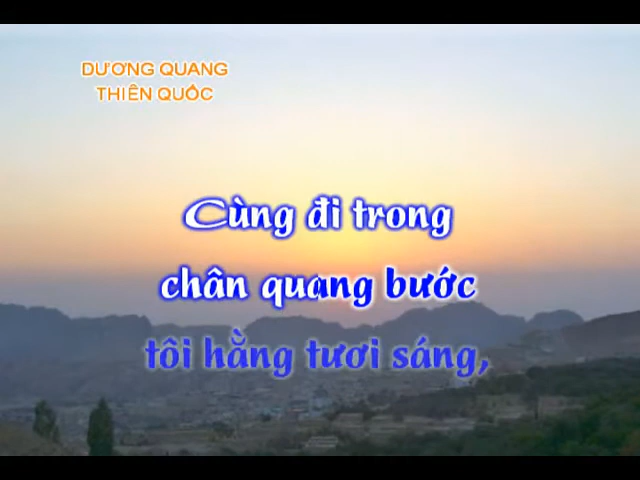 DƯƠNG QUANG
THIÊN QUỐC
Cùng đi trong
chân quang bước
tôi hằng tươi sáng,